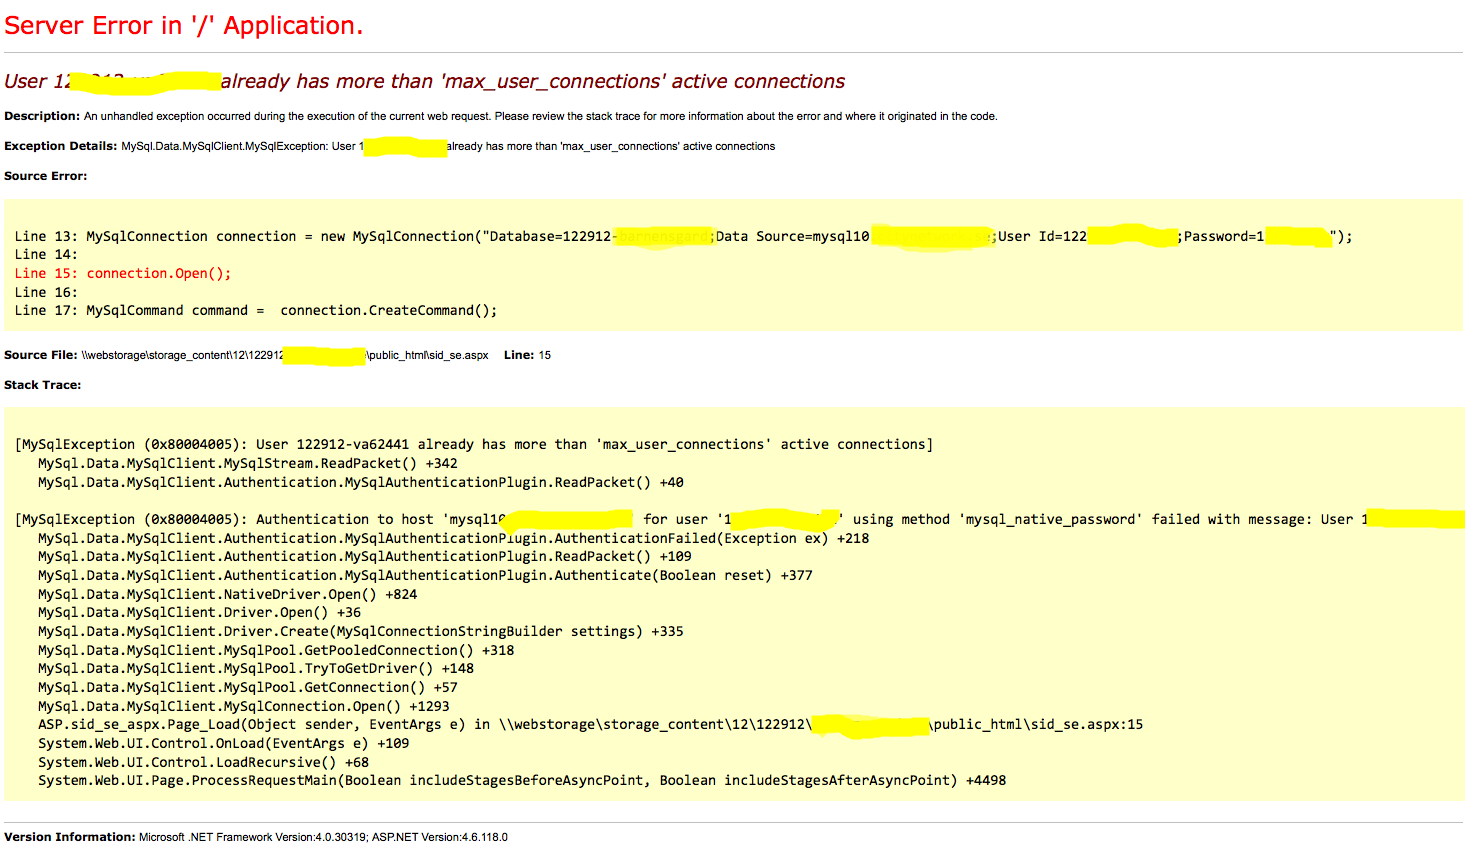 Server Error in '/' Application.
User 12 already has more than 'max_user_connections' active connections
Description: An unhandled exception occurred during the execution of the current web request. Please review the stack trace for more information about the error and where it originated in the code.
Exception Details: MySql.Data.MySqlClient.MySqlException: User 1 already has more than 'max_user_connections' active connections
Source Error:
Line 13: MySqlConnection connection = new MySqlConnection("Database=122912- ;Data Source=mysql10 ;User Id=122 ;Password=1 ");
Line 14:
Line 15: connection.Open();
Line 16:
Line 17: MySqlCommand command =  connection.CreateCommand();
Source File: \\webstorage\storage_content\12\122912 \public_html\sid_se.aspx Line: 15
Stack Trace:
[MySqlException (0x80004005): User 122912-va62441 already has more than 'max_user_connections' active connections]
MySql.Data.MySqlClient.MySqlStream.ReadPacket() +342
MySql.Data.MySqlClient.Authentication.MySqlAuthenticationPlugin.ReadPacket() +40
[MySqlException (0x80004005): Authentication to host 'mysql10 for user '1 ' using method 'mysql_native_password' failed with message: User 1
MySql.Data.MySqlClient.Authentication.MySqlAuthenticationPlugin.AuthenticationFailed(Exception ex) +218
MySql.Data.MySqlClient.Authentication.MySqlAuthenticationPlugin.ReadPacket() +109
MySql.Data.MySqlClient.Authentication.MySqlAuthenticationPlugin.Authenticate(Boolean reset) +377
MySql.Data.MySqlClient.NativeDriver.Open() +824
MySql.Data.MySqlClient.Driver.Open() +36
MySql.Data.MySqlClient.Driver.Create(MySqlConnectionStringBuilder settings) +335
MySql.Data.MySqlClient.MySqlPool.GetPooledConnection() +318
MySql.Data.MySqlClient.MySqlPool.TryToGetDriver() +148
MySql.Data.MySqlClient.MySqlPool.GetConnection() +57
MySql.Data.MySqlClient.MySqlConnection.Open() +1293
ASP.sid_se_aspx.Page_Load(Object sender, EventArgs e) in \\webstorage\storage_content\12\122912\ \public_html\sid_se.aspx:15
System.Web.UI.Control.OnLoad(EventArgs e) +109
System.Web.UI.Control.LoadRecursive() +68
System.Web.UI.Page.ProcessRequestMain(Boolean includeStagesBeforeAsyncPoint, Boolean includeStagesAfterAsyncPoint) +4498
Version Information: Microsoft .NET Framework Version:4.0.30319; ASP.NET Version:4.6.118.0